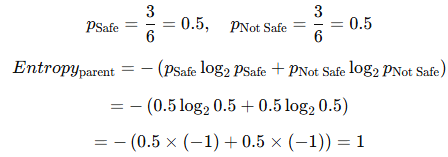 p_Safe = 3/6 = 0.5, p_Not Safe = 3/6 = 0.5
Entropy_parent = − (p_Safe log_2 p_Safe + p_Not Safe log_2 p_Not Safe)
= − (0.5 log_2 0.5 + 0.5 log_2 0.5)
= − (0.5 × (−1) + 0.5 × (−1)) = 1